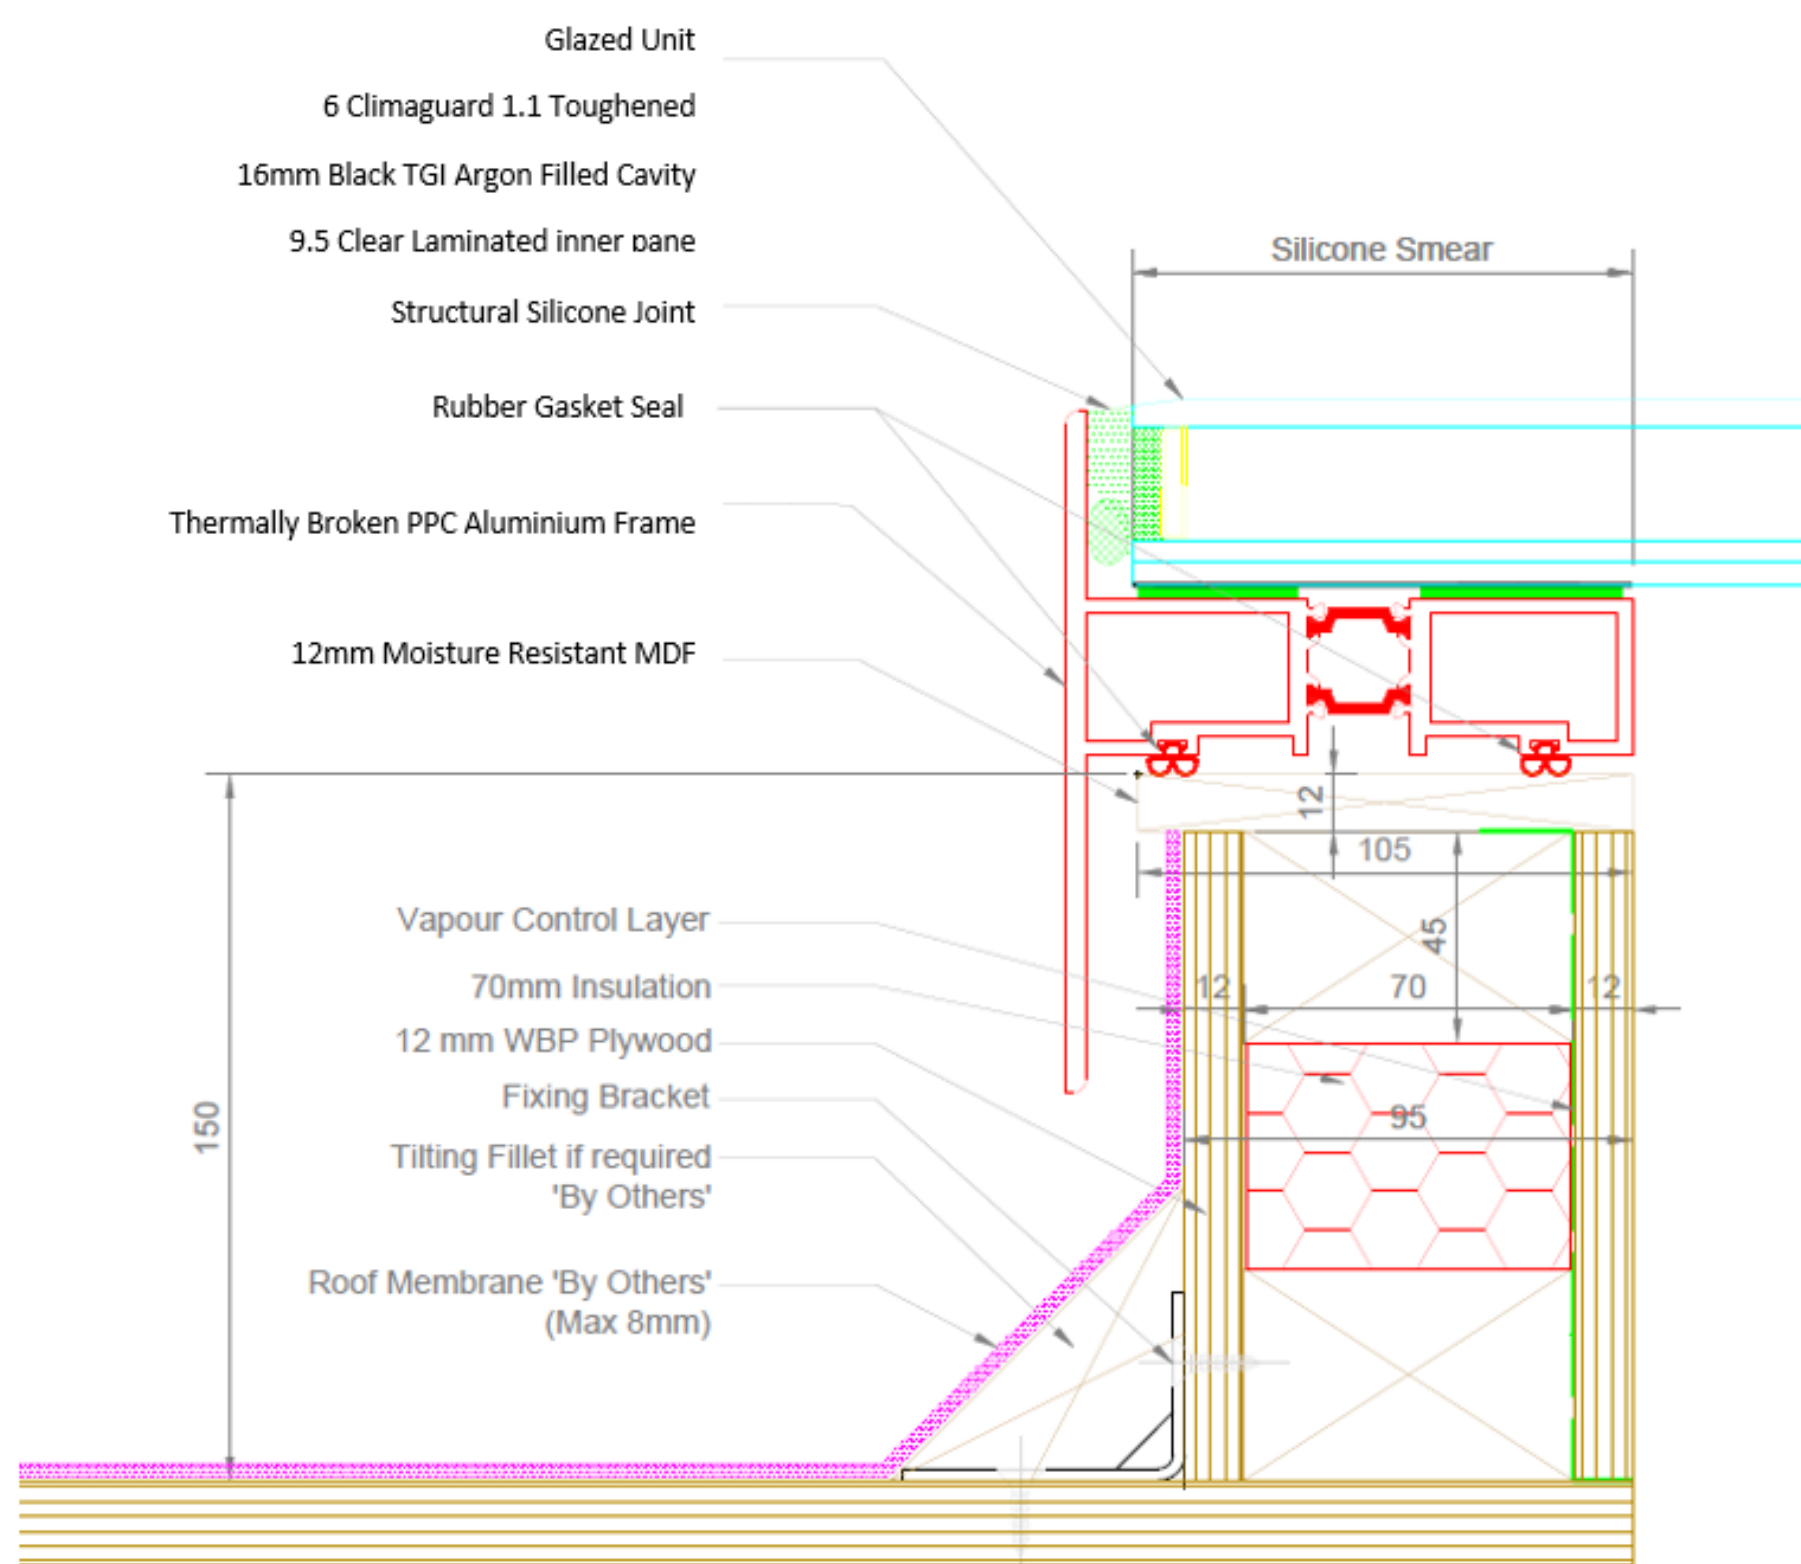 Glazed Unit
6 Climaguard 1.1 Toughened
16mm Black TGI Argon Filled Cavity
9.5 Clear Laminated inner pane
Silicone Smear
Structural Silicone Joint
Rubber Gasket Seal
Thermally Broken PPC Aluminium Frame
12mm Moisture Resistant MDF
12
105
Vapour Control Layer
45
70mm Insulation
12
70
12
12 mm WBP Plywood
Fixing Bracket
95
150
Tilting Fillet if required
'By Others'
Roof Membrane 'By Others'
(Max 8mm)